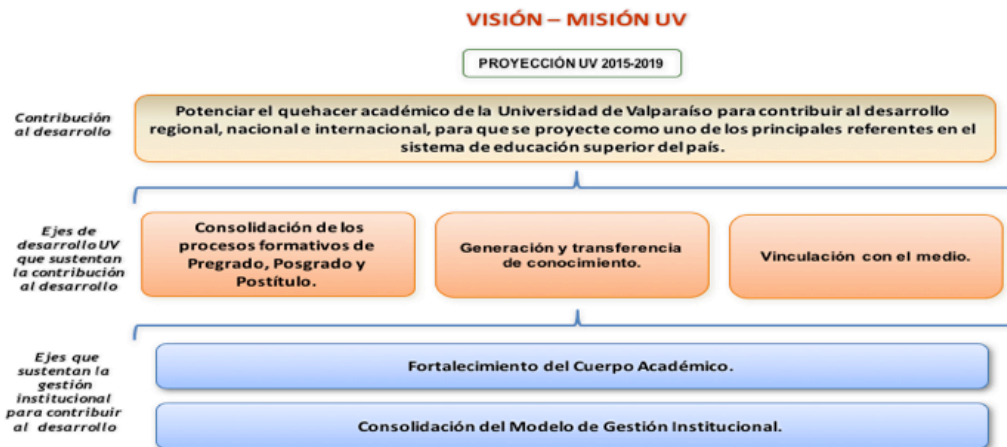 VISIÓN – MISIÓN UV
PROYECCIÓN UV 2015-2019
Contribución
al desarrollo
Potenciar el quehacer académico de la Universidad de Valparaíso para contribuir al desarrollo
regional, nacional e internacional, para que se proyecte como uno de los principales referentes en el
sistema de educación superior del país.
Ejes de
desarrollo UV
que sustentan
la contribución
al desarrollo
Consolidación de los
procesos formativos de
Pregrado, Posgrado y
Postítulo.
Generación y transferencia
de conocimiento.
Vinculación con el medio.
Ejes que
sustentan la
gestión
institucional
para contribuir
al desarrollo
Fortalecimiento del Cuerpo Académico.
Consolidación del Modelo de Gestión Institucional.